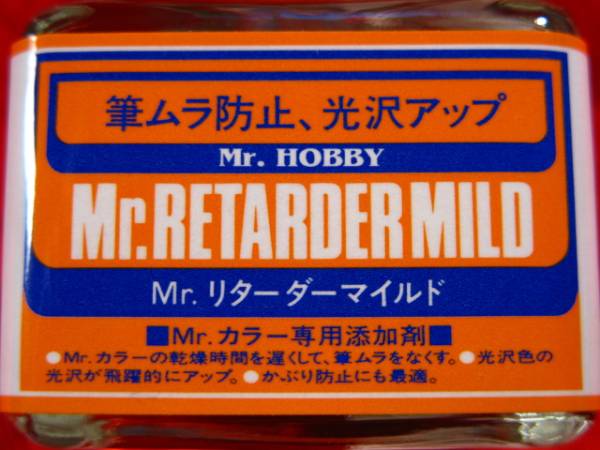 筆ムラ防止、光沢アップ
Mr. HOBBY
Mr.RETARDER MILD
Mr. リターダーマイルド
■Mr.カラー専用添加剤■
●Mr.カラーの乾燥時間を遅くして、筆ムラをなくす。●光沢色の
光沢が飛躍的にアップ。●かぶり防止にも最適。